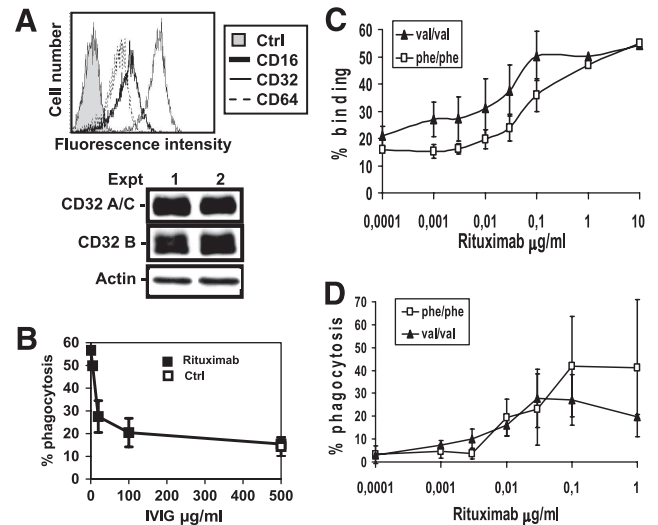 A
Cell number
Fluorescence intensity
Ctrl
CD16
CD32
CD64
Expt 1 2
CD32 A/C
CD32 B
Actin
B
% phagocytosis
60
50
40
30
20
10
0
0 100 200 300 400 500
IVIG µg/ml
Rituximab
Ctrl
C
% binding
60
50
40
30
20
10
0
0,0001 0,001 0,01 0,1 1 10
Rituximab µg/ml
val/val
phe/phe
D
% phagocytosis
70
60
50
40
30
20
10
0
0,0001 0,001 0,01 0,1 1
Rituximab µg/ml
phe/phe
val/val